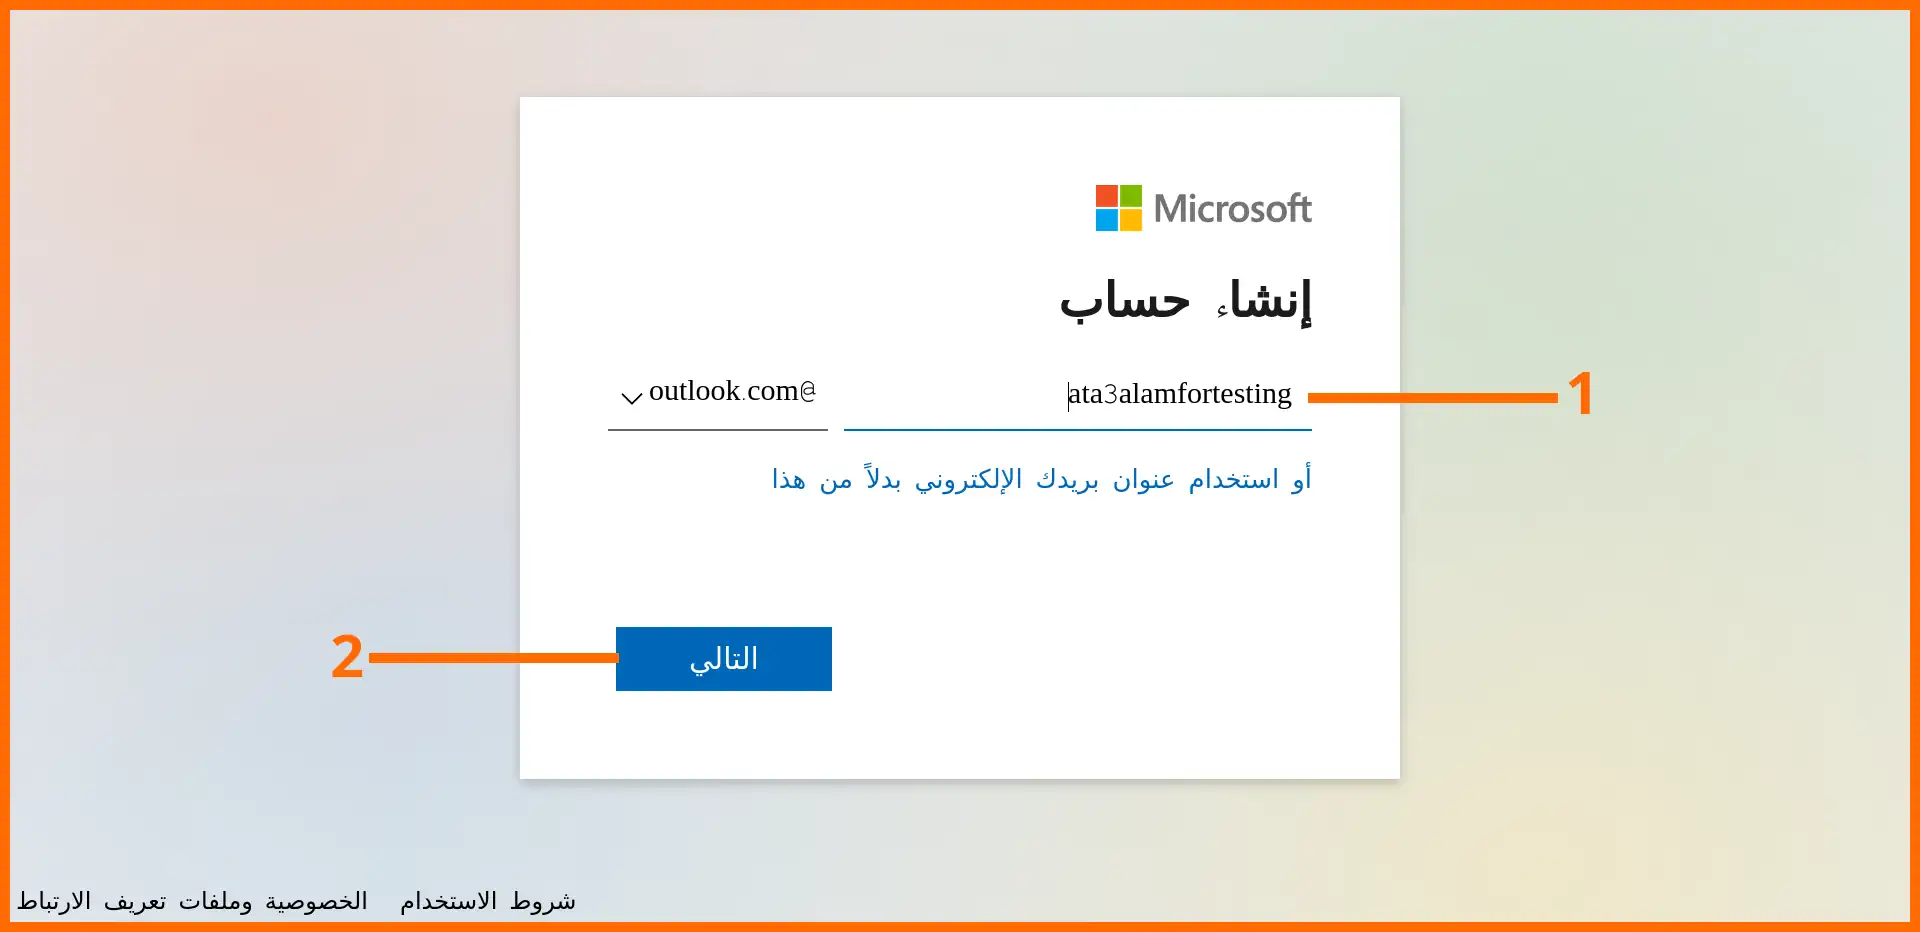 Microsoft
إنشاء حساب
ata3alamfortesting
@outlook.com
1
أو استخدام عنوان بريدك الإلكتروني بدلاً من هذا
2
التالي
شروط الاستخدام الخصوصية وملفات تعريف الارتباط